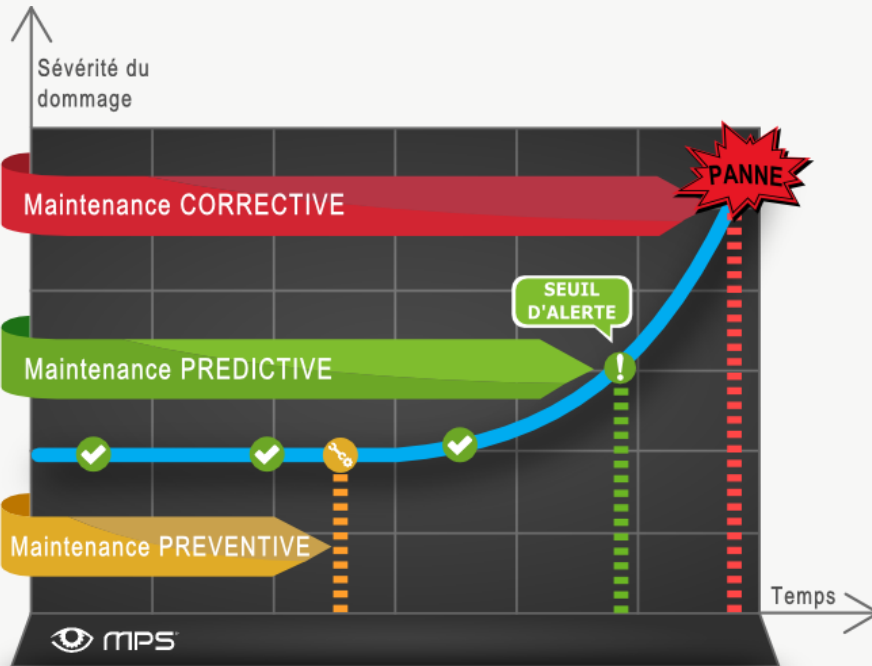 Sévérité du
dommage
Maintenance CORRECTIVE
PANNE
SEUIL
D'ALERTE
Maintenance PREDICTIVE
!
Maintenance PREVENTIVE
Temps
MPS